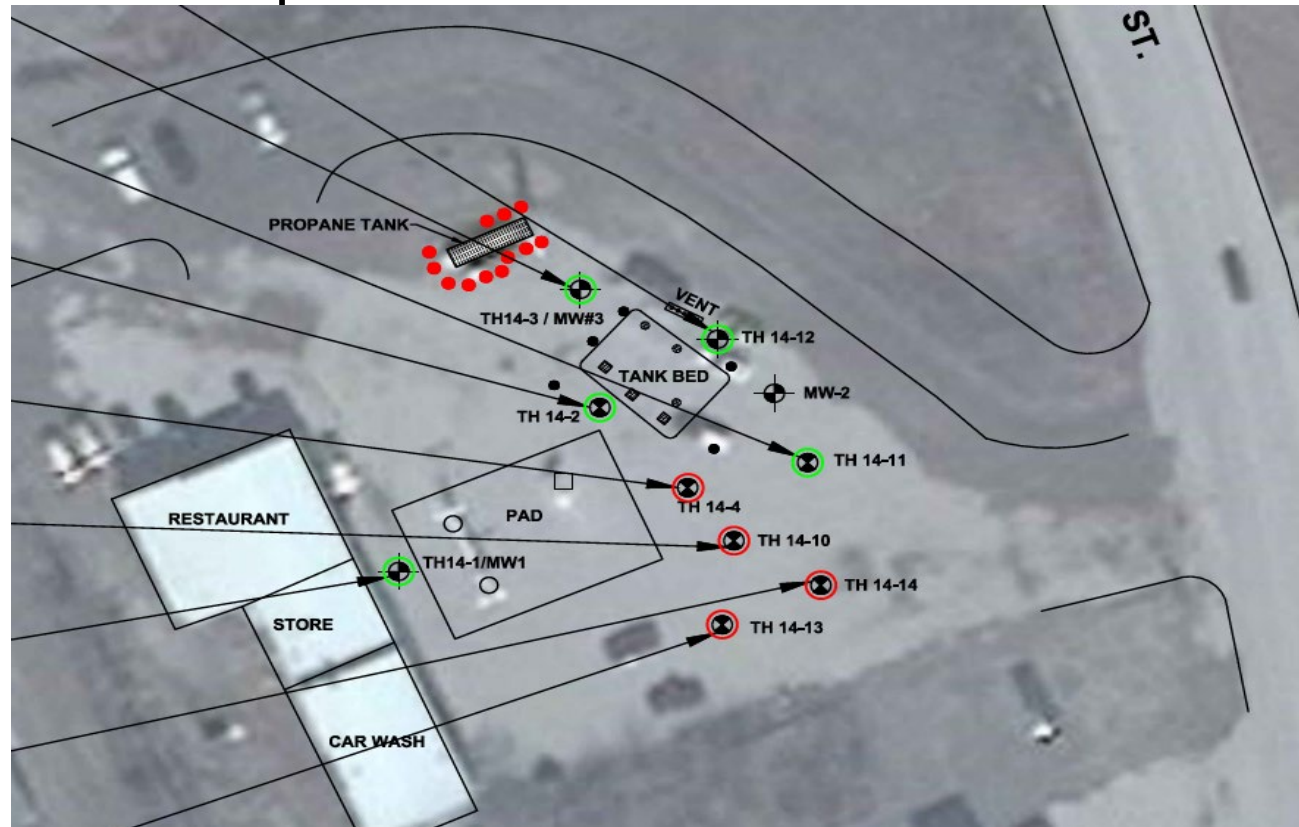 ST.
PROPANE TANK
VENT
TH14-3 / MW#3
TH 14-12
TANK BED
MW-2
TH 14-2
TH 14-11
TH 14-4
RESTAURANT
PAD
TH 14-10
TH14-1/MW1
TH 14-14
STORE
TH 14-13
CAR WASH